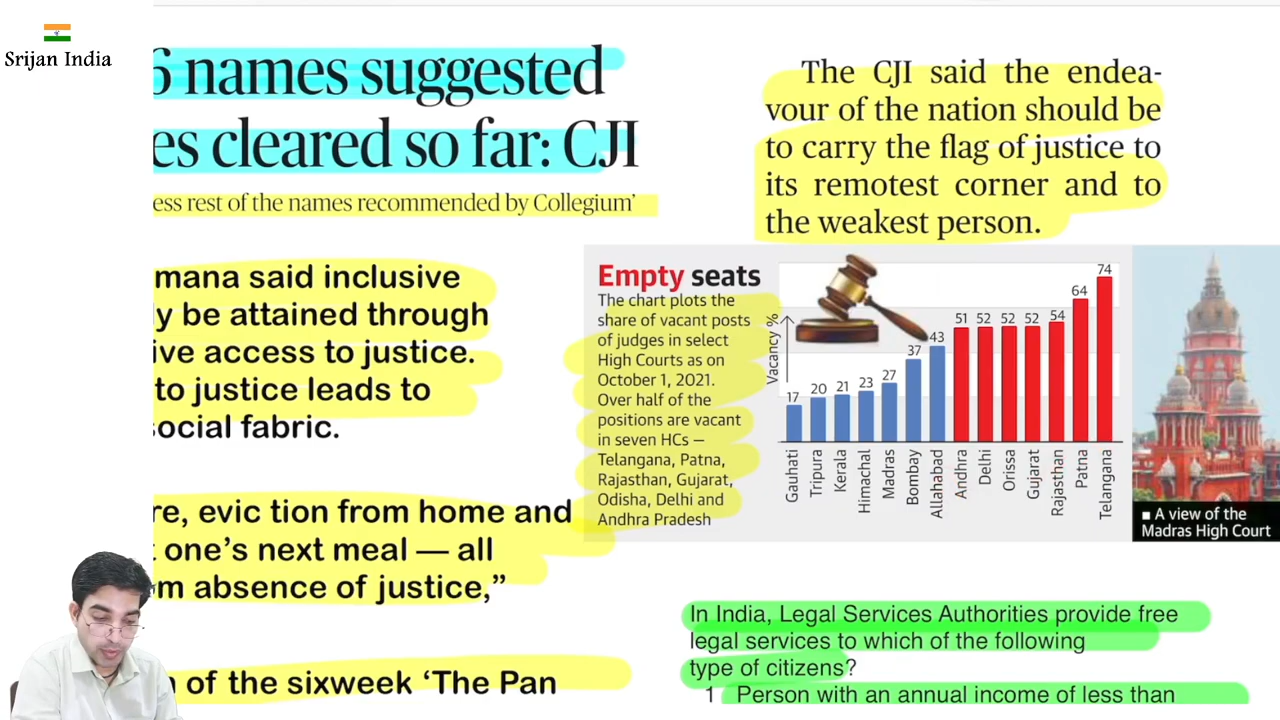 Srijan India
6 names suggested
es cleared so far: CJI
ess rest of the names recommended by Collegium’
mana said inclusive
y be attained through
ive access to justice.
to justice leads to
social fabric.
re, evic tion from home and
t one’s next meal — all
m absence of justice,”
n of the sixweek ‘The Pan
The CJI said the endea-
vour of the nation should be
to carry the flag of justice to
its remotest corner and to
the weakest person.
Empty seats
The chart plots the
share of vacant posts
of judges in select
High Courts as on
October 1, 2021.
Over half of the
positions are vacant
in seven HCs —
Telangana, Patna,
Rajasthan, Gujarat,
Odisha, Delhi and
Andhra Pradesh
Vacancy %
17 20 21 23 27 37 43 51 52 52 52 54 64 74
Gauhati
Tripura
Kerala
Himachal
Madras
Bombay
Allahabad
Andhra
Delhi
Orissa
Gujarat
Rajasthan
Patna
Telangana
■ A view of the
Madras High Court
In India, Legal Services Authorities provide free
legal services to which of the following
type of citizens?
1 Person with an annual income of less than